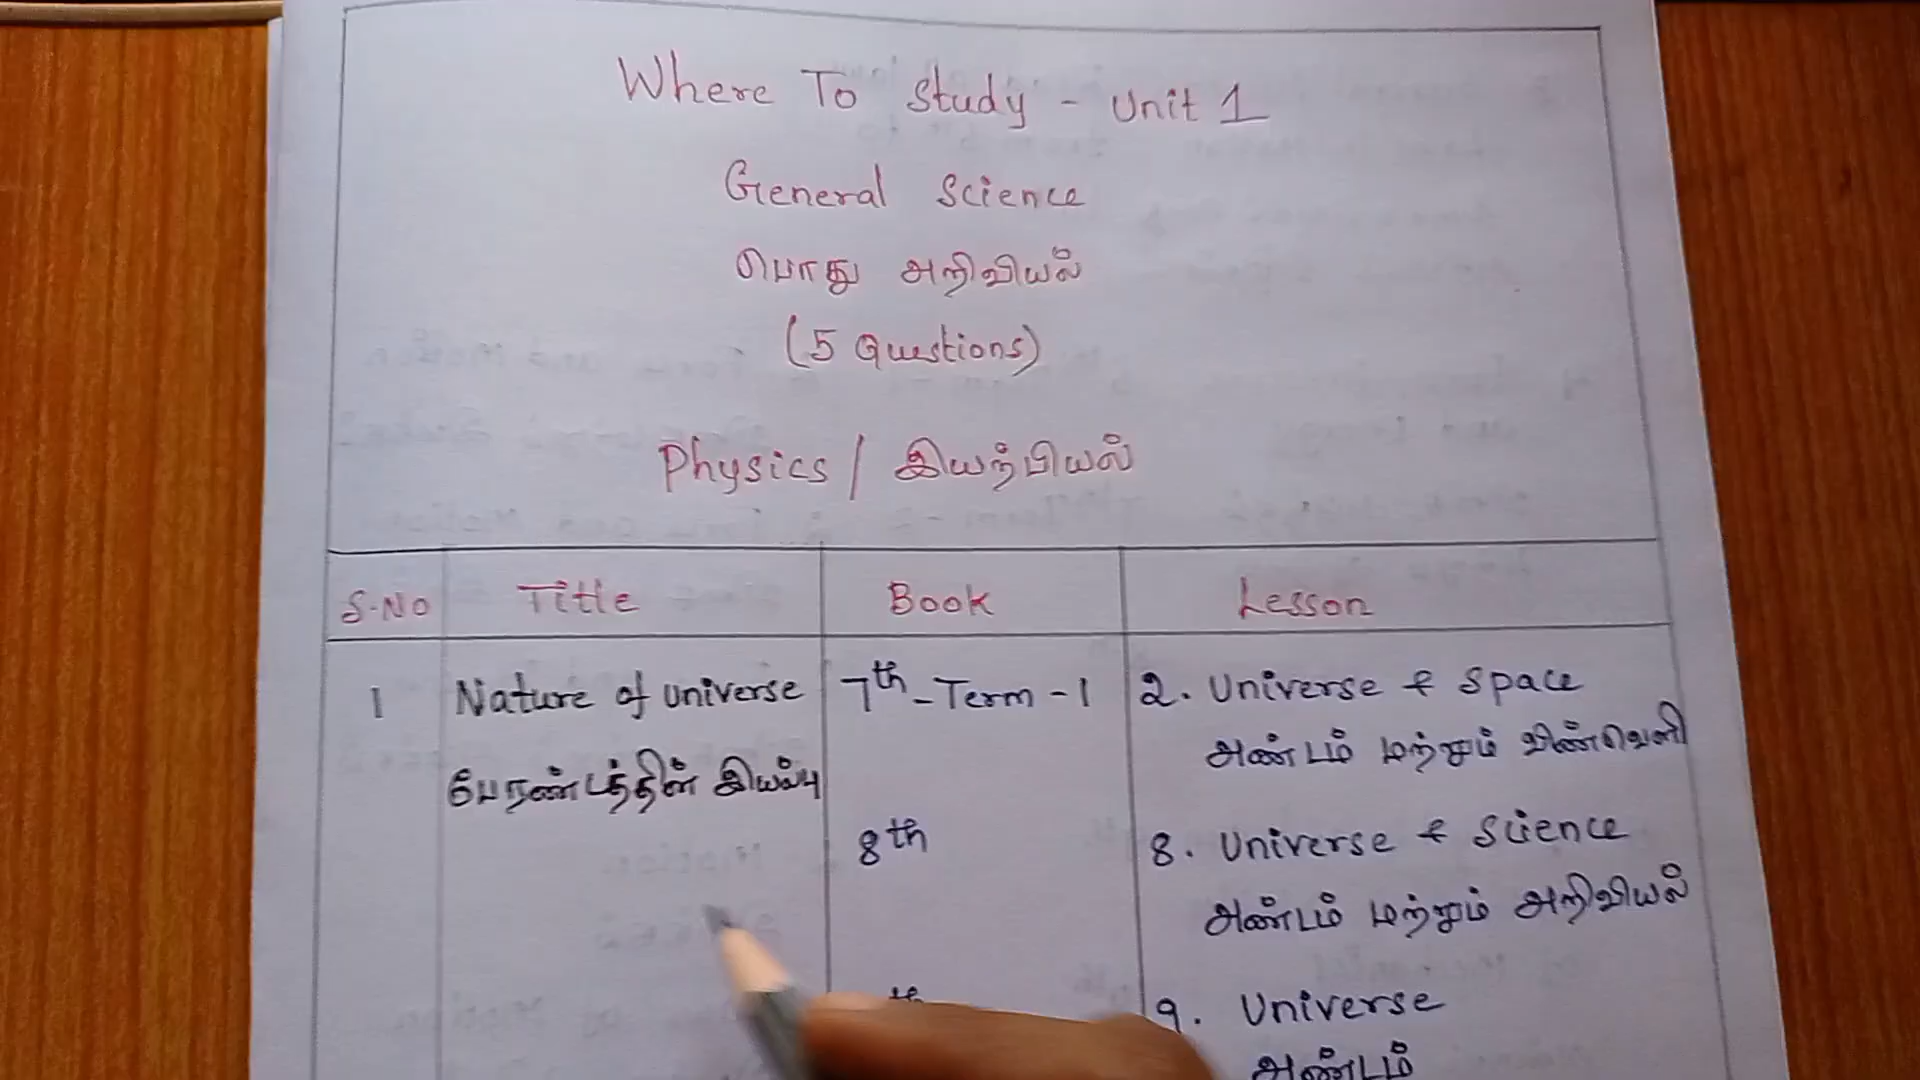 Where To Study - Unit 1
General Science
பொது அறிவியல்
(5 Questions)
Physics / இயற்பியல்
S.No Title Book Lesson
1 Nature of universe 7th - Term - 1 2. Universe & Space
பேரண்டத்தின் இயல்பு அண்டம் மற்றும் விண்வெளி
8th 8. Universe & Science
அண்டம் மற்றும் அறிவியல்
th 9. Universe
அண்டம்